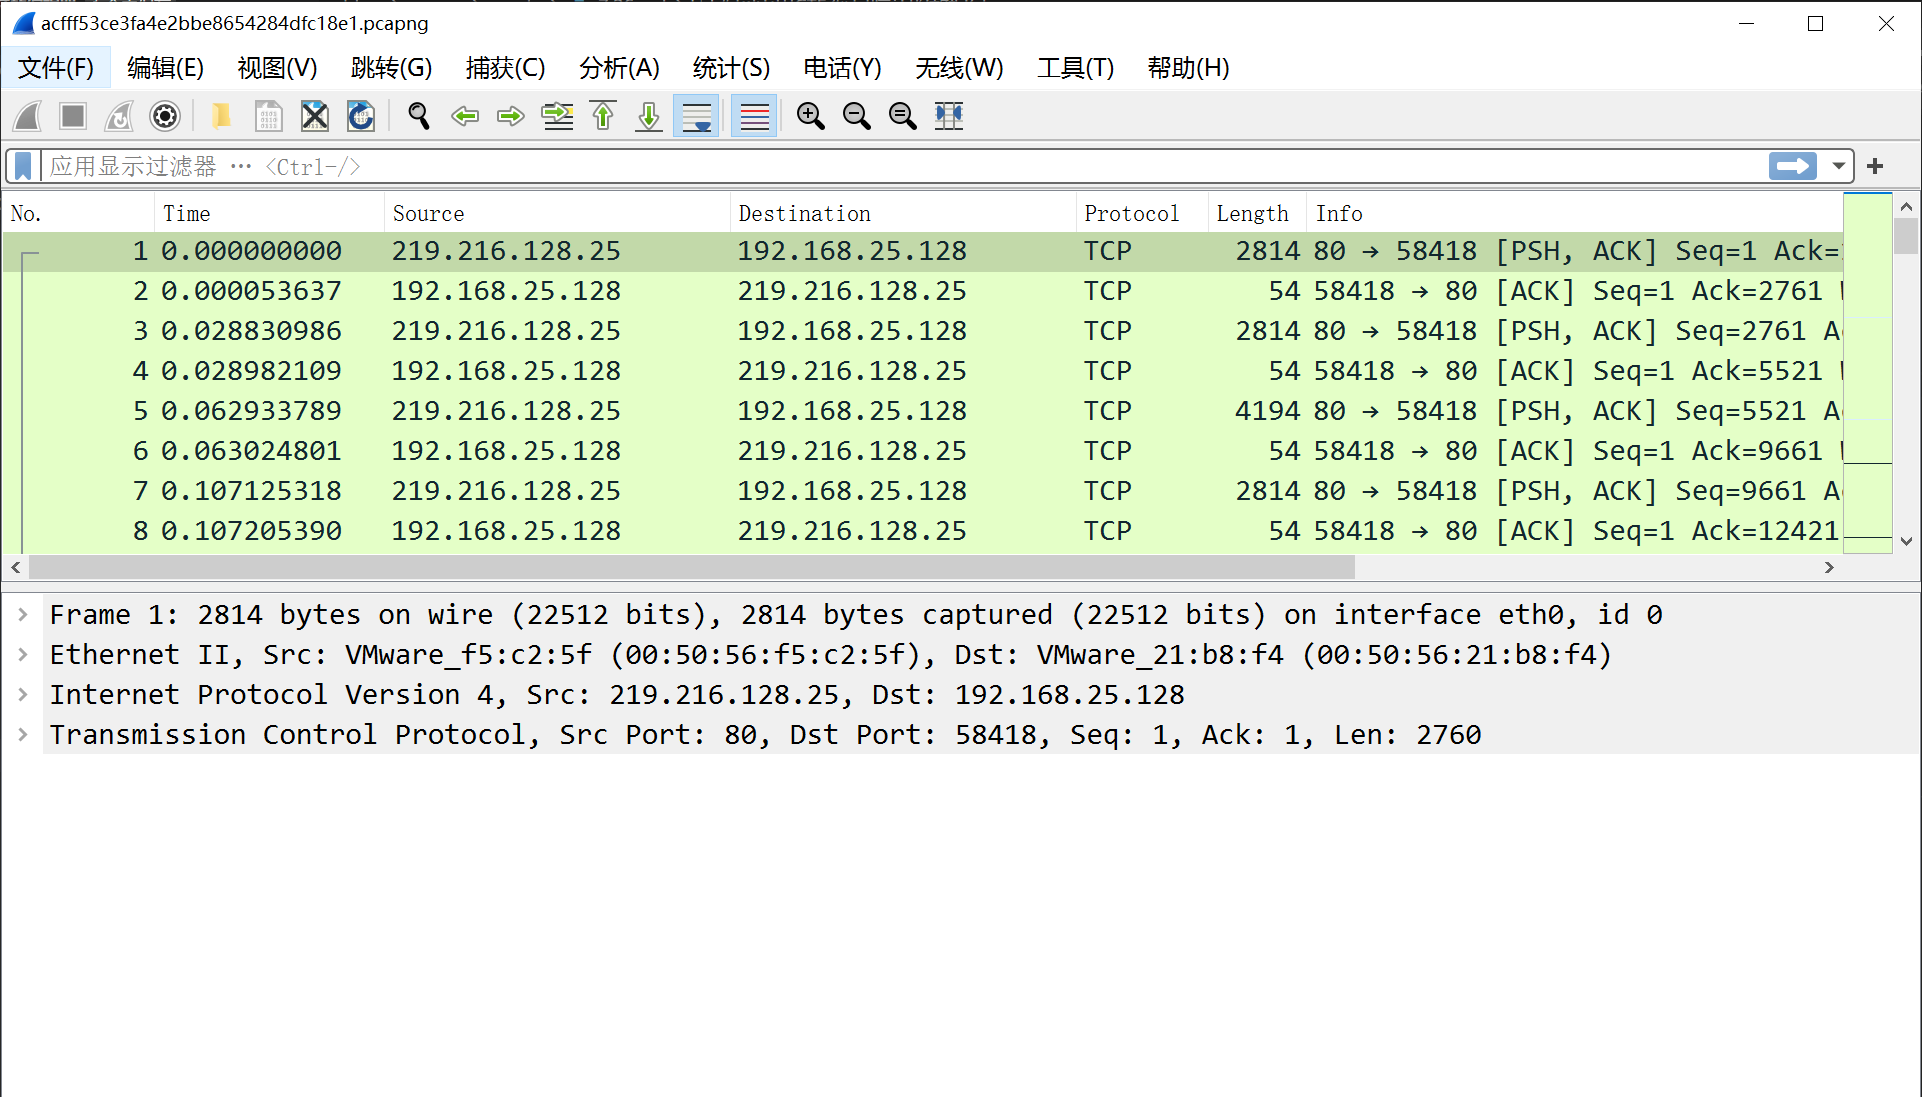 acfff53ce3fa4e2bbe8654284dfc18e1.pcapng
文件(F) 编辑(E) 视图(V) 跳转(G) 捕获(C) 分析(A) 统计(S) 电话(Y) 无线(W) 工具(T) 帮助(H)
应用显示过滤器 … <Ctrl-/>
No. Time Source Destination Protocol Length Info
1 0.000000000 219.216.128.25 192.168.25.128 TCP 2814 80 → 58418 [PSH, ACK] Seq=1 Ack=
2 0.000053637 192.168.25.128 219.216.128.25 TCP 54 58418 → 80 [ACK] Seq=1 Ack=2761
3 0.028830986 219.216.128.25 192.168.25.128 TCP 2814 80 → 58418 [PSH, ACK] Seq=2761
4 0.028982109 192.168.25.128 219.216.128.25 TCP 54 58418 → 80 [ACK] Seq=1 Ack=5521
5 0.062933789 219.216.128.25 192.168.25.128 TCP 4194 80 → 58418 [PSH, ACK] Seq=5521
6 0.063024801 192.168.25.128 219.216.128.25 TCP 54 58418 → 80 [ACK] Seq=1 Ack=9661
7 0.107125318 219.216.128.25 192.168.25.128 TCP 2814 80 → 58418 [PSH, ACK] Seq=9661
8 0.107205390 192.168.25.128 219.216.128.25 TCP 54 58418 → 80 [ACK] Seq=1 Ack=12421
Frame 1: 2814 bytes on wire (22512 bits), 2814 bytes captured (22512 bits) on interface eth0, id 0
Ethernet II, Src: VMware_f5:c2:5f (00:50:56:f5:c2:5f), Dst: VMware_21:b8:f4 (00:50:56:21:b8:f4)
Internet Protocol Version 4, Src: 219.216.128.25, Dst: 192.168.25.128
Transmission Control Protocol, Src Port: 80, Dst Port: 58418, Seq: 1, Ack: 1, Len: 2760